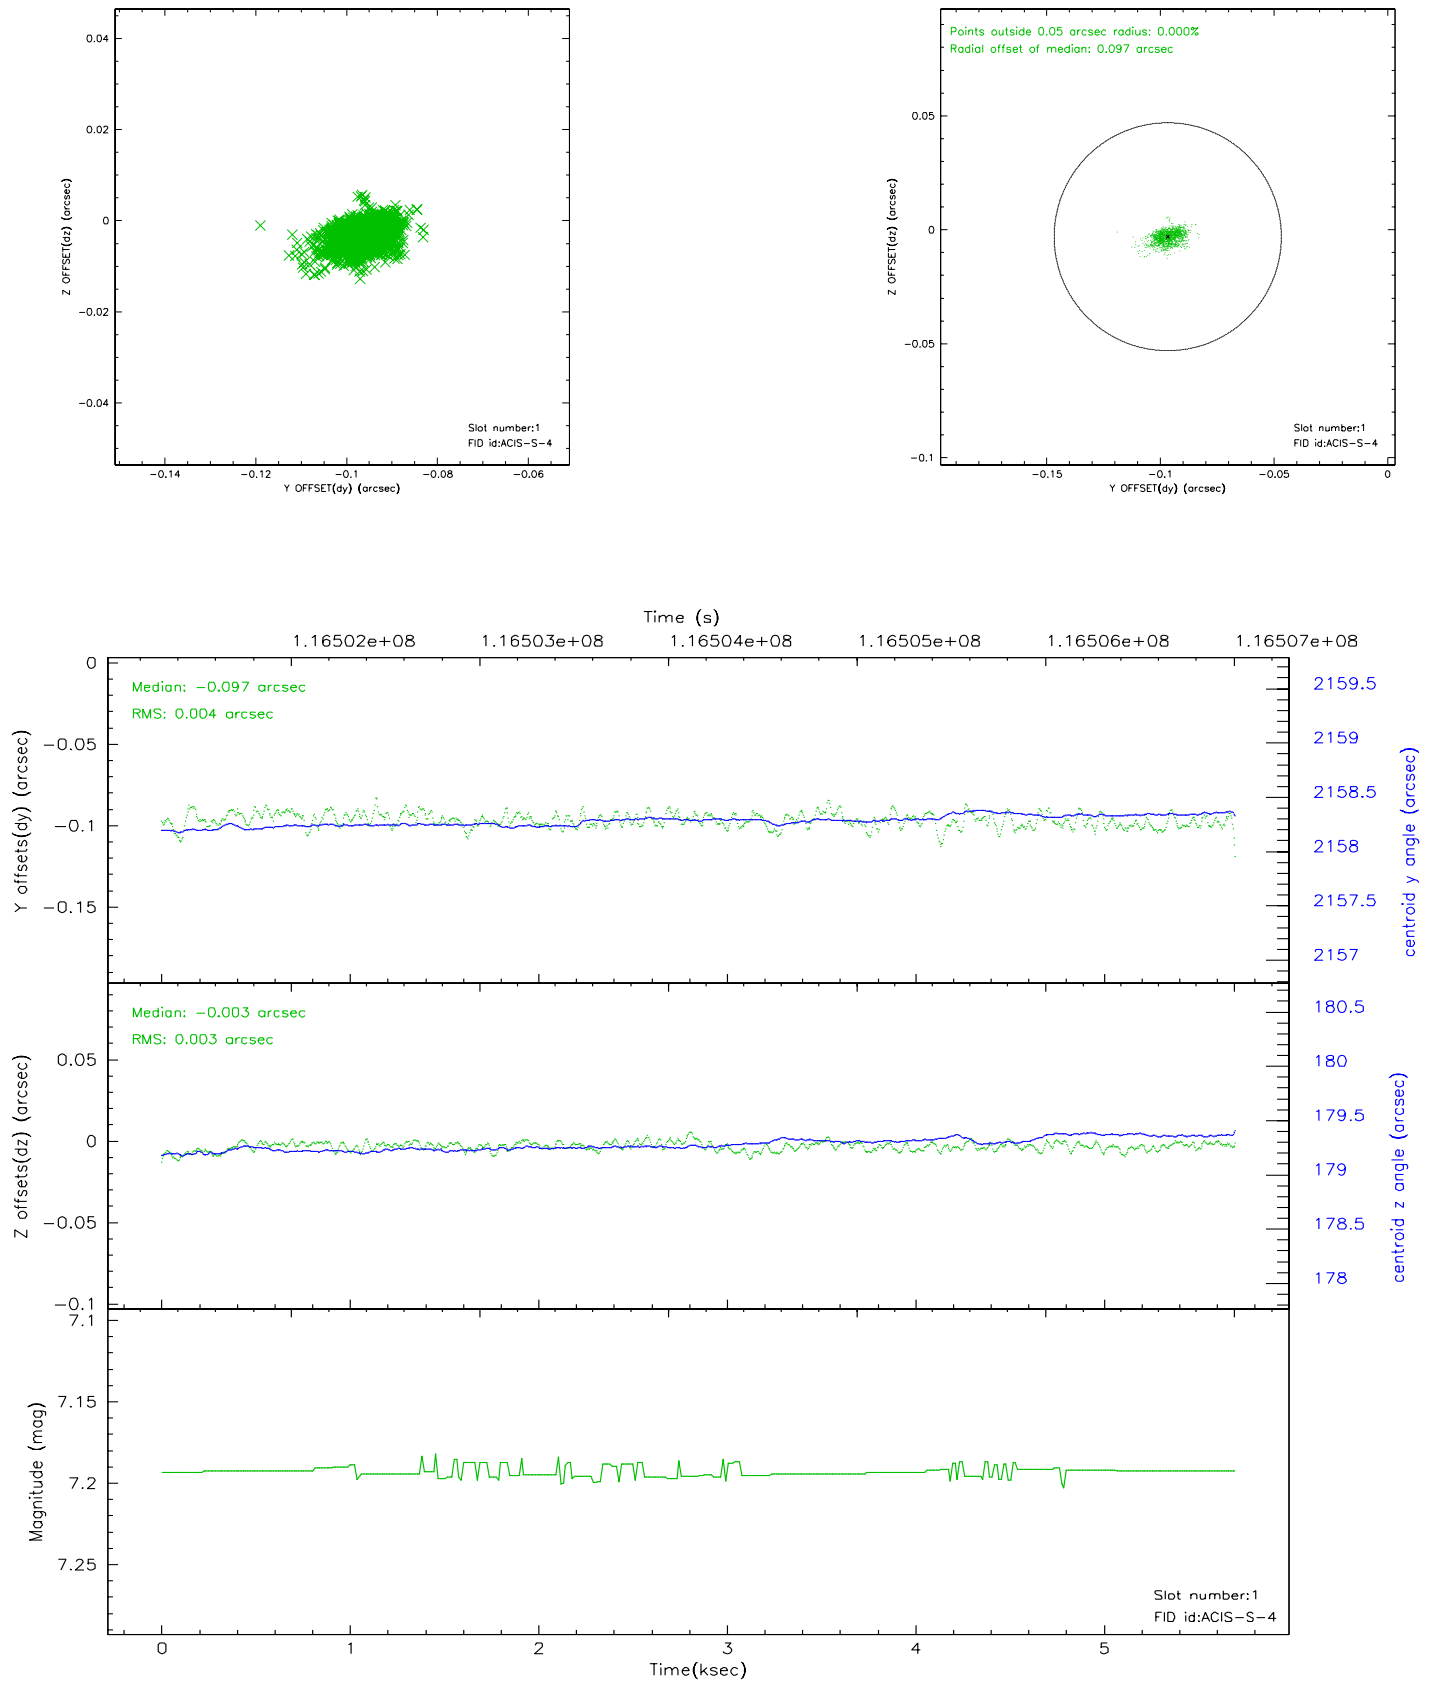 0.04
0.02
0
−0.02
−0.04
Z OFFSET(dz) (arcsec)
Slot number:1
FID id:ACIS−S−4
−0.14 −0.12 −0.1 −0.08 −0.06
Y OFFSET(dy) (arcsec)
Points outside 0.05 arcsec radius: 0.000%
Radial offset of median: 0.097 arcsec
0.05
0
−0.05
−0.1
Z OFFSET(dz) (arcsec)
Slot number:1
FID id:ACIS−S−4
−0.15 −0.1 −0.05 0
Y OFFSET(dy) (arcsec)
Time (s)
1.16502e+08 1.16503e+08 1.16504e+08 1.16505e+08 1.16506e+08 1.16507e+08
Median: −0.097 arcsec
RMS: 0.004 arcsec
0
−0.05
−0.1
−0.15
Y offsets(dy) (arcsec)
2159.5
2159
2158.5
2158
2157.5
2157
centroid y angle (arcsec)
Median: −0.003 arcsec
RMS: 0.003 arcsec
0.05
0
−0.05
−0.1
Z offsets(dz) (arcsec)
180.5
180
179.5
179
178.5
178
centroid z angle (arcsec)
7.1
7.15
7.2
7.25
Magnitude (mag)
Slot number:1
FID id:ACIS−S−4
0 1 2 3 4 5
Time(ksec)